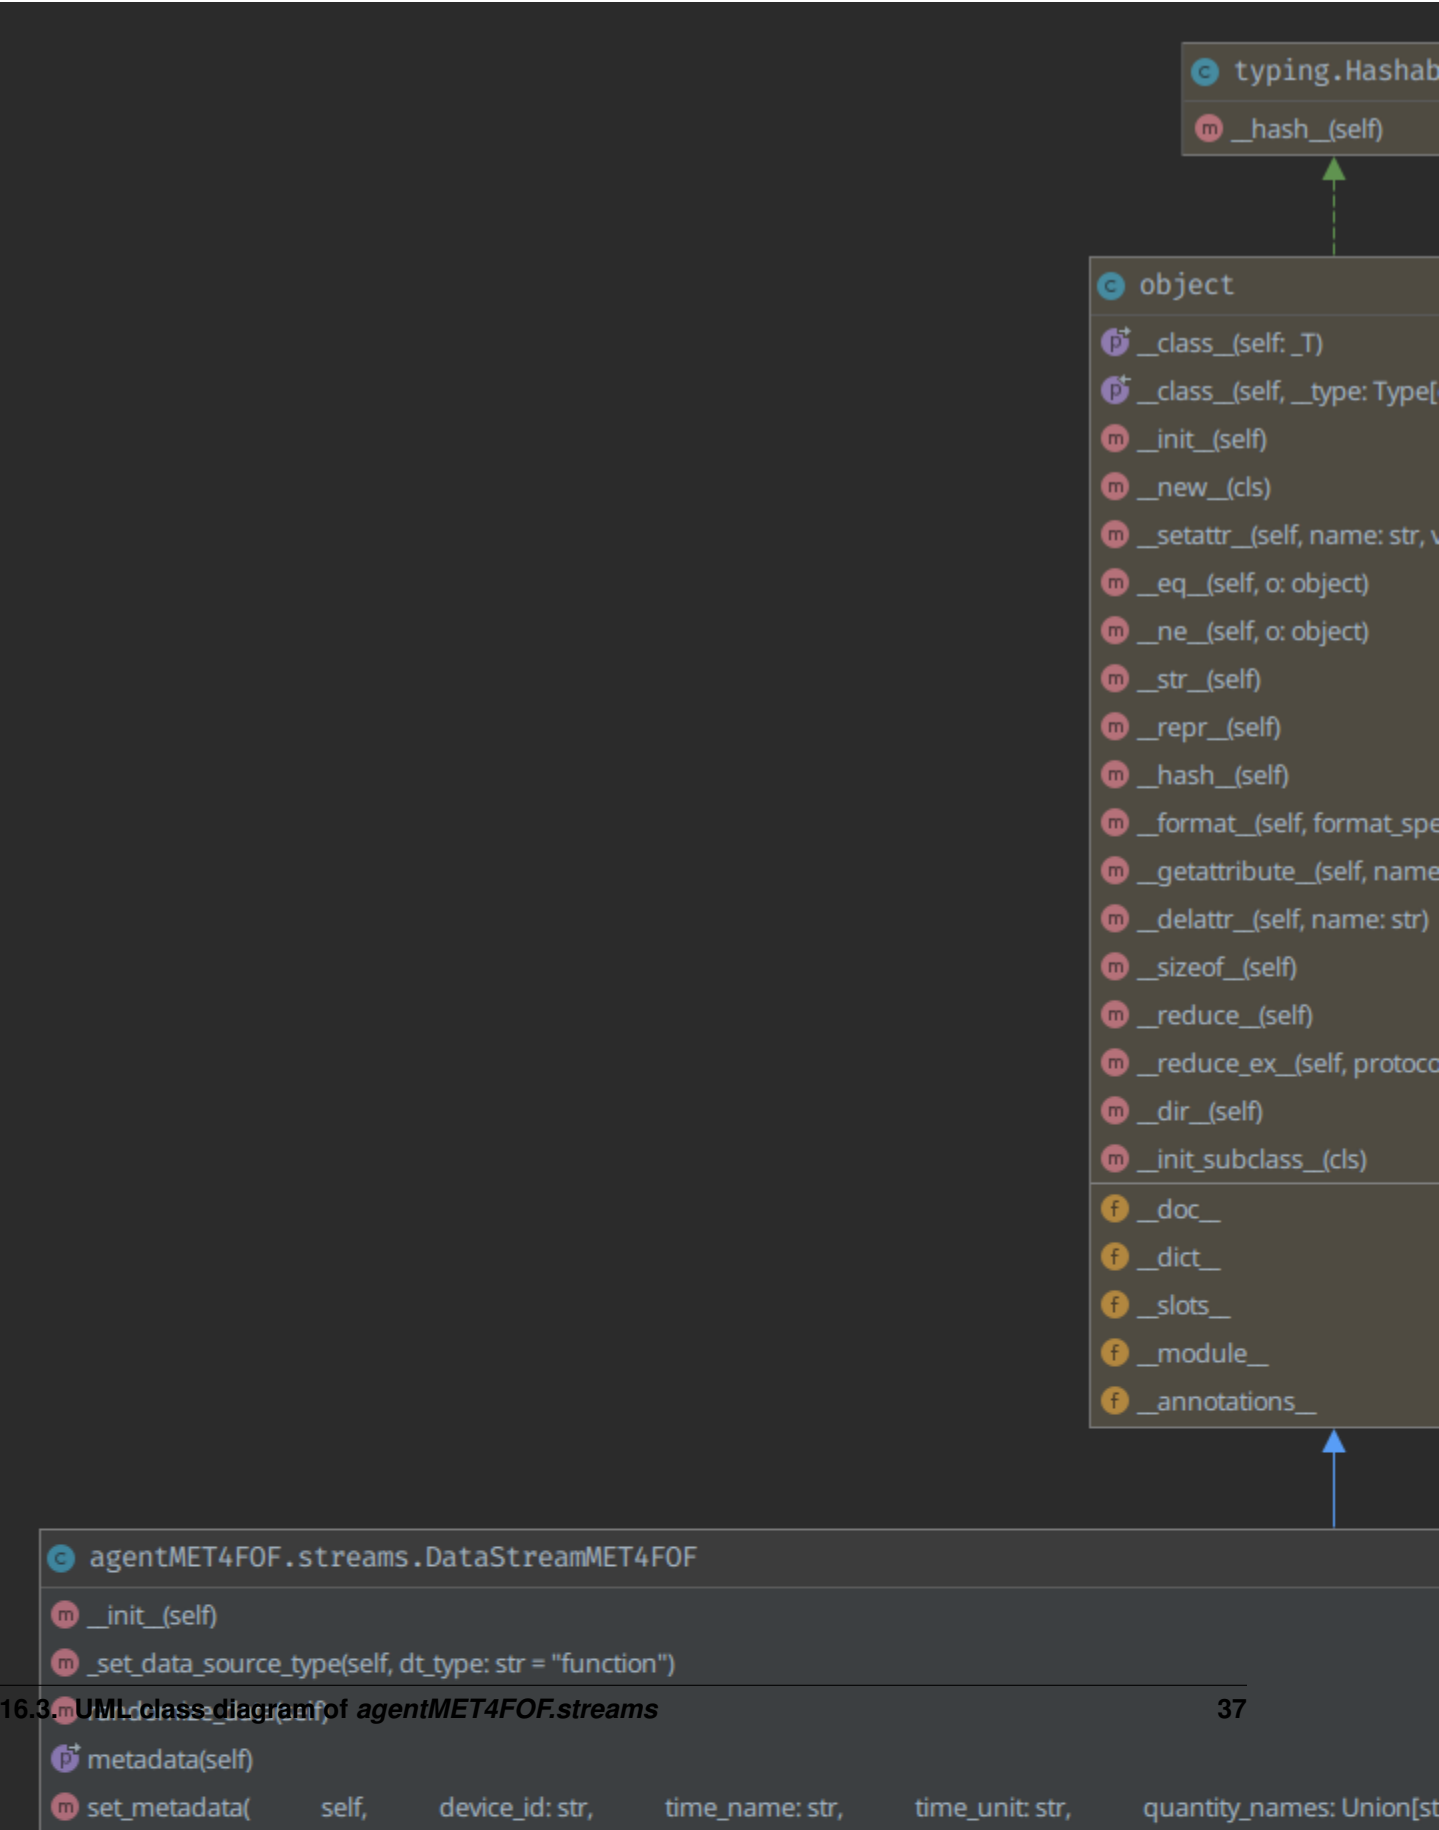 typing.Hashab
__hash__(self)
object
__class__(self: _T)
__class__(self, __type: Type[
__init__(self)
__new__(cls)
__setattr__(self, name: str, v
__eq__(self, o: object)
__ne__(self, o: object)
__str__(self)
__repr__(self)
__hash__(self)
__format__(self, format_spe
__getattribute__(self, name
__delattr__(self, name: str)
__sizeof__(self)
__reduce__(self)
__reduce_ex__(self, protoco
__dir__(self)
__init_subclass__(cls)
__doc__
__dict__
__slots__
__module__
__annotations__
agentMET4FOF.streams.DataStreamMET4FOF
__init__(self)
_set_data_source_type(self, dt_type: str = "function")
randomize_data(self)
16.3. UML class diagram of agentMET4FOF.streams 37
metadata(self)
set_metadata( self, device_id: str, time_name: str, time_unit: str, quantity_names: Union[st